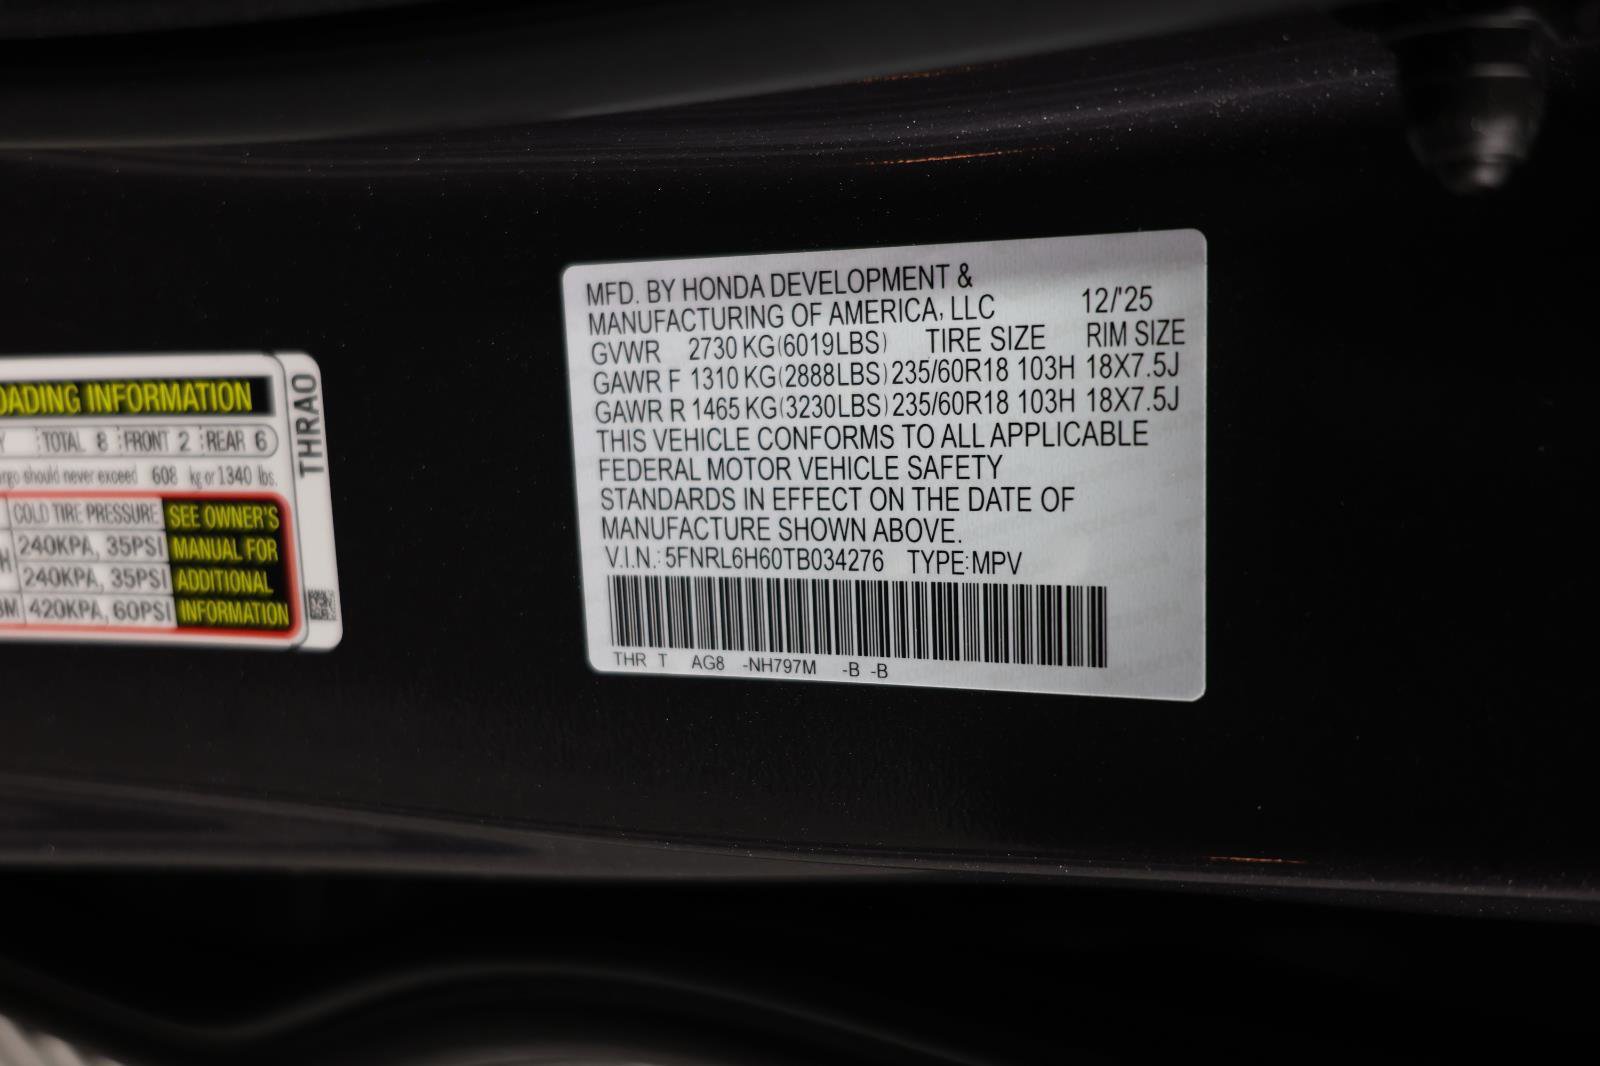 MFD. BY HONDA DEVELOPMENT &
MANUFACTURING OF AMERICA, LLC 12/'25
GVWR 2730 KG(6019LBS) TIRE SIZE RIM SIZE
GAWR F 1310 KG(2888LBS) 235/60R18 103H 18X7.5J
GAWR R 1465 KG(3230LBS) 235/60R18 103H 18X7.5J
THIS VEHICLE CONFORMS TO ALL APPLICABLE
FEDERAL MOTOR VEHICLE SAFETY
STANDARDS IN EFFECT ON THE DATE OF
MANUFACTURE SHOWN ABOVE.
V.I.N.: 5FNRL6H60TB034276 TYPE:MPV
THR T AG8 -NH797M -B -B
OADING INFORMATION
Y TOTAL 8 FRONT 2 REAR 6
rgo should never exceed 608 kg or 1340 lbs.
COLD TIRE PRESSURE
H 240KPA, 35PSI
240KPA, 35PSI
8M 420KPA, 60PSI
SEE OWNER'S
MANUAL FOR
ADDITIONAL
INFORMATION
THRAO